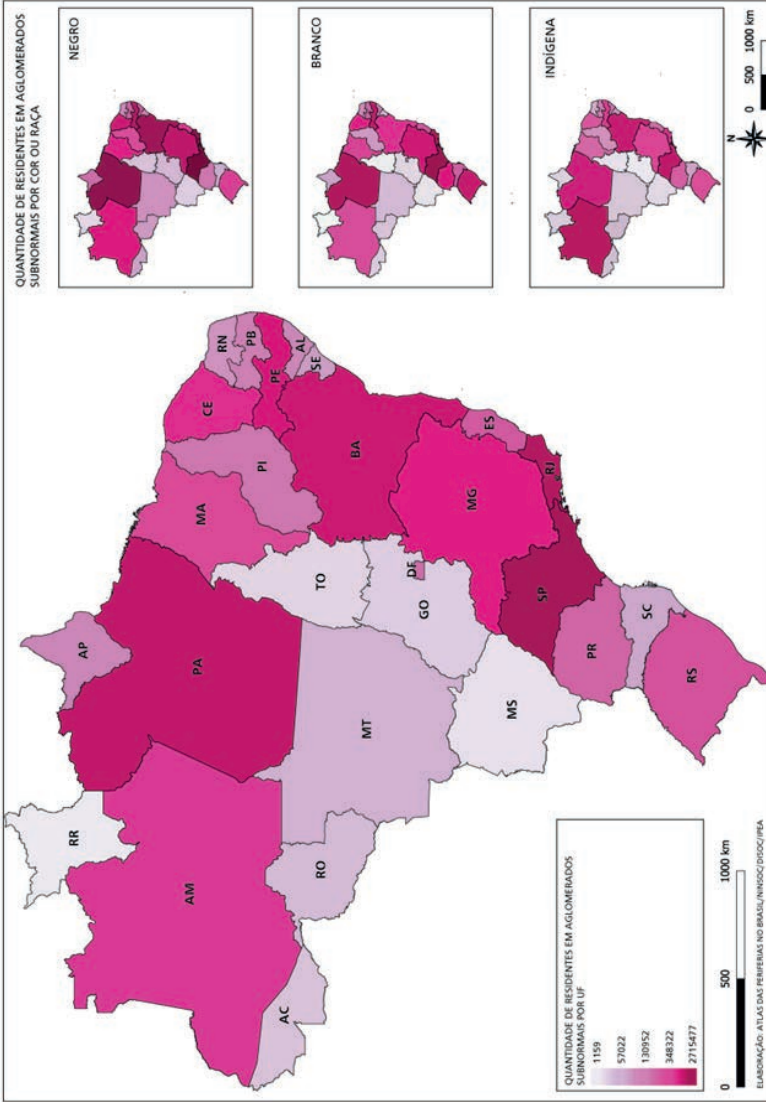 QUANTIDADE DE RESIDENTES EM AGLOMERADOS
SUBNORMAIS POR COR OU RAÇA
NEGRO
BRANCO
INDÍGENA
N
0 500 1000 km
RR
AP
AM
PA
MA
CE
RN
PB
PI
PE
AL
SE
AC
RO
MT
TO
BA
GO
DF
MG
ES
MS
SP
RJ
PR
SC
RS
QUANTIDADE DE RESIDENTES EM AGLOMERADOS
SUBNORMAIS POR UF
1159
57022
130952
348322
2715477
0 500 1000 km
ELABORAÇÃO: ATLAS DAS PERIFERIAS NO BRASIL/NINSOC/DISOC/IPEA